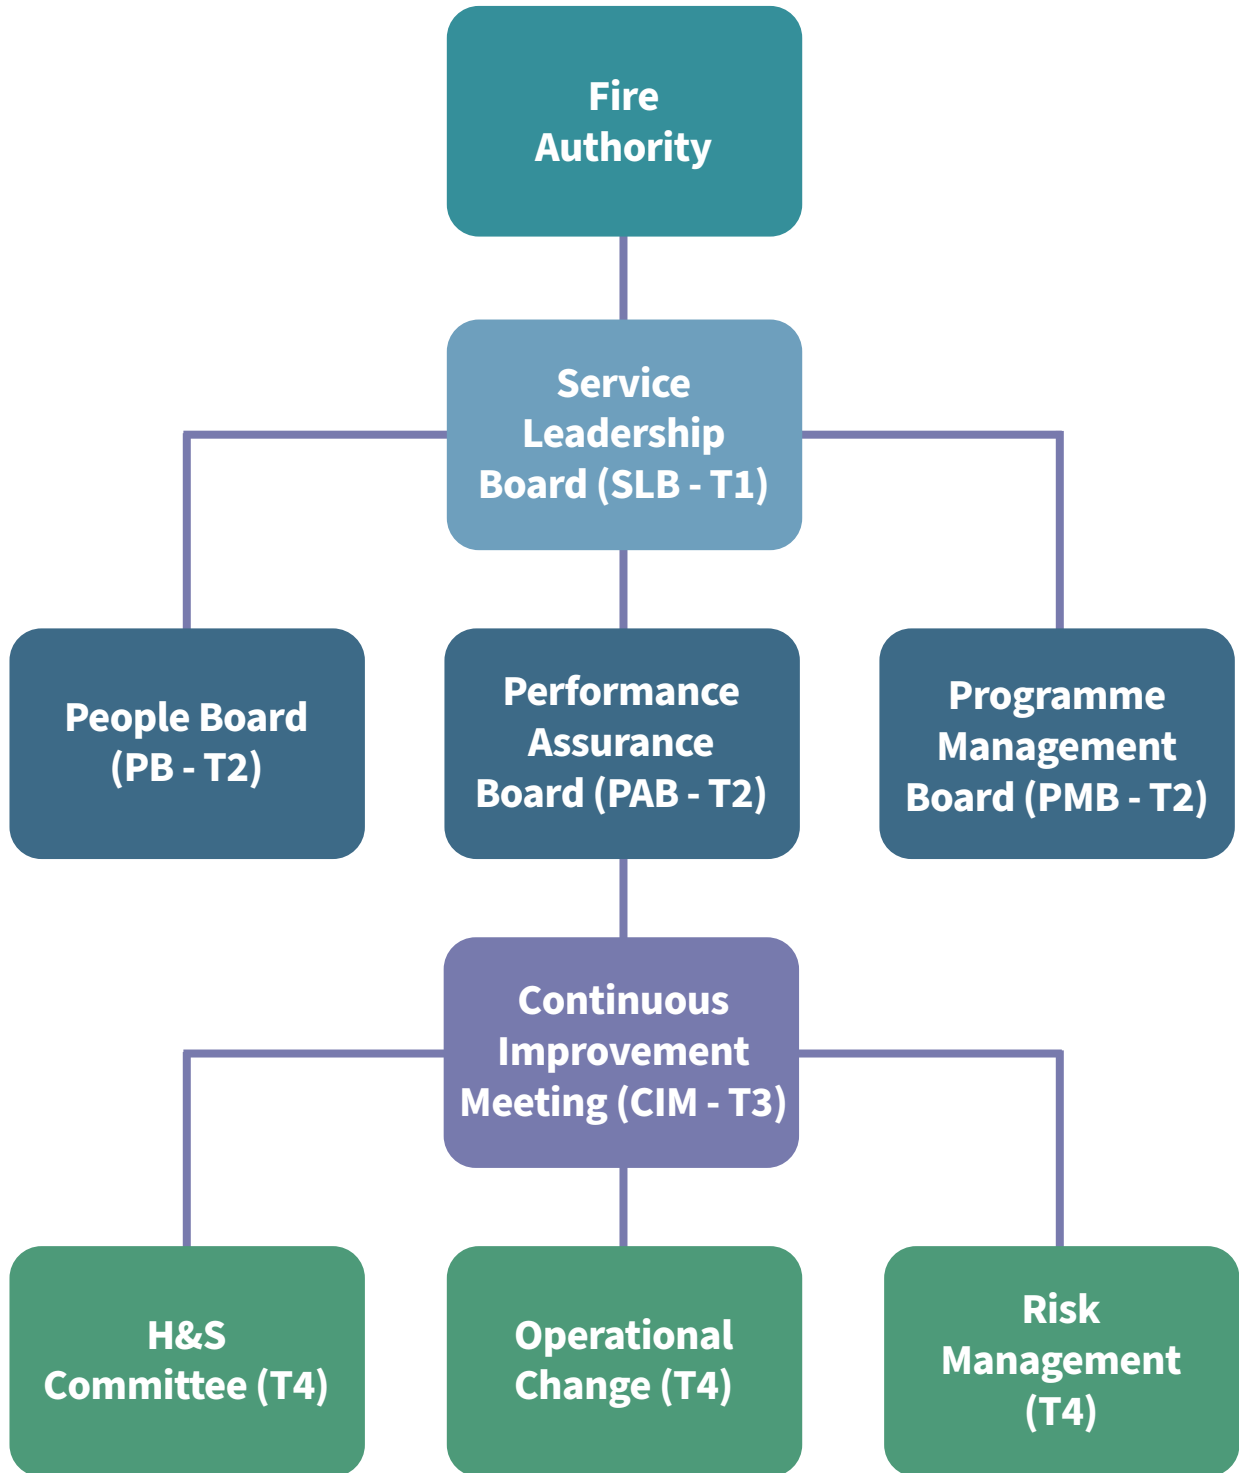 Fire
Authority
Service
Leadership
Board (SLB - T1)
People Board
(PB - T2)
Performance
Assurance
Board (PAB - T2)
Programme
Management
Board (PMB - T2)
Continuous
Improvement
Meeting (CIM - T3)
H&S
Committee (T4)
Operational
Change (T4)
Risk
Management
(T4)